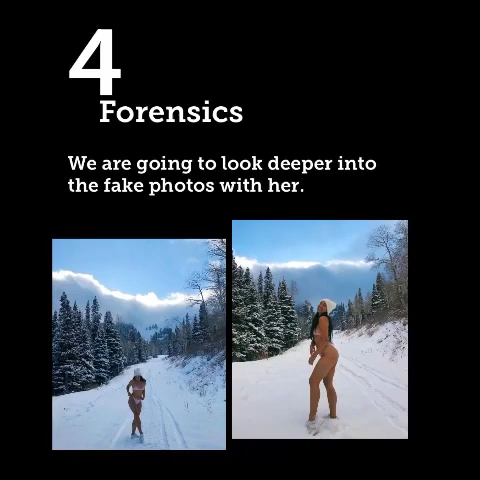 4
Forensics
We are going to look deeper into
the fake photos with her.